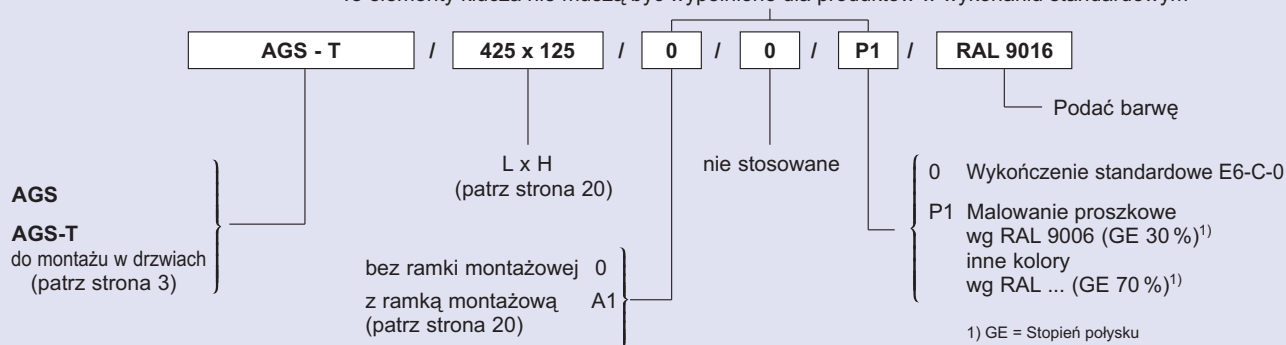 AGS - T / 425 x 125 / 0 / 0 / P1 / RAL 9016
Podać barwę
L x H
(patrz strona 20)
nie stosowane
AGS
AGS-T
do montażu w drzwiach
(patrz strona 3)
bez ramki montażowej 0
z ramką montażową A1
(patrz strona 20)
0 Wykończenie standardowe E6-C-0
P1 Malowanie proszkowe
wg RAL 9006 (GE 30 %)1)
inne kolory
wg RAL ... (GE 70 %)1)
1) GE = Stopień połysku